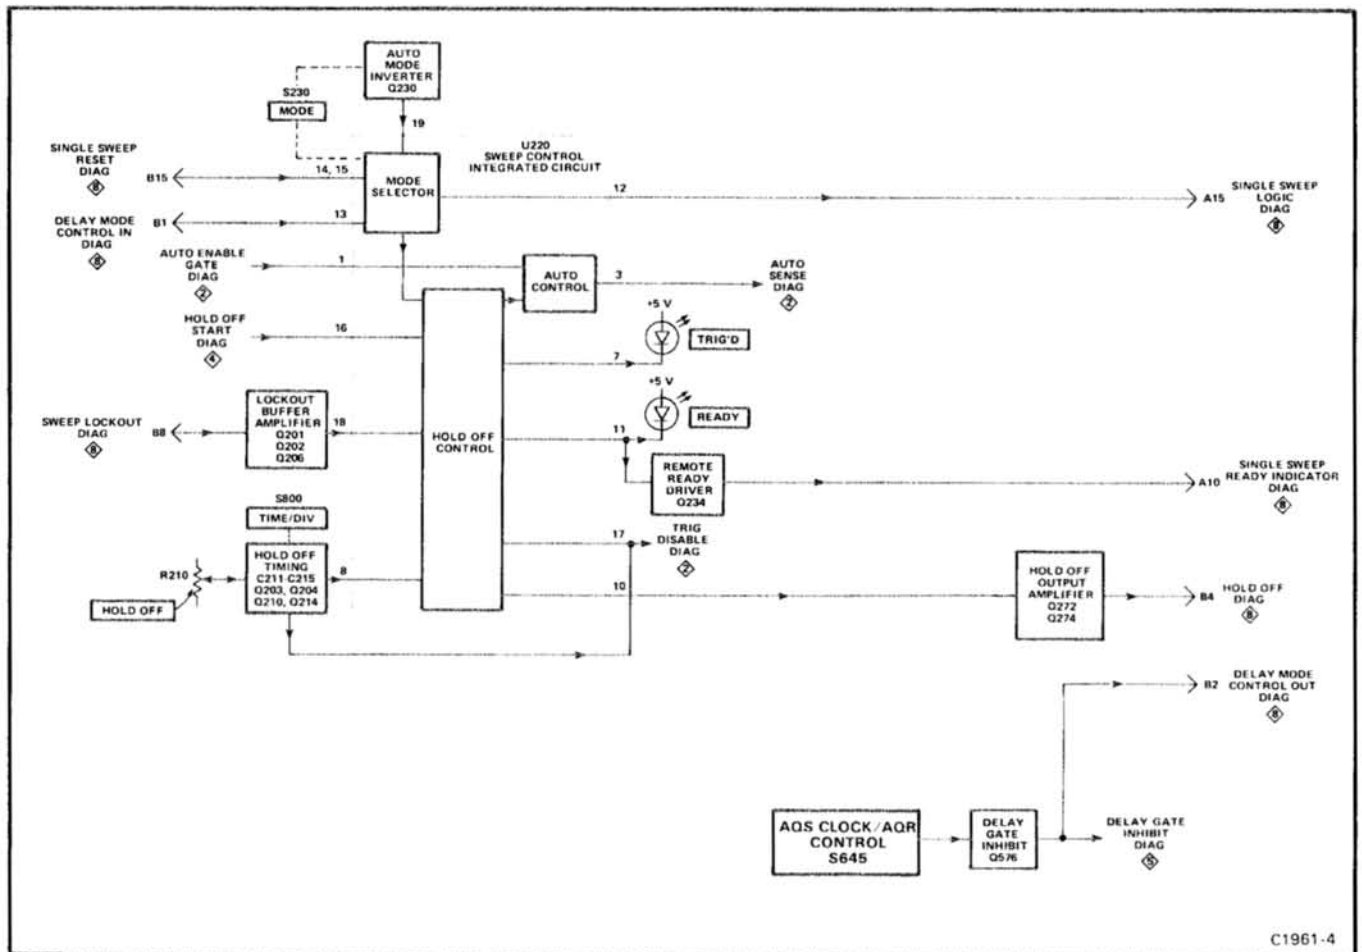 AUTO
MODE
INVERTER
Q230
S230
MODE
19
U220
SWEEP CONTROL
INTEGRATED CIRCUIT
SINGLE SWEEP
RESET
DIAG
8
B15
14, 15
MODE
SELECTOR
12
A15
SINGLE SWEEP
LOGIC
DIAG
8
DELAY MODE
CONTROL IN
DIAG
8
B1
13
AUTO ENABLE
GATE
DIAG
2
1
AUTO
CONTROL
3
AUTO
SENSE
DIAG
2
HOLD OFF
START
DIAG
4
16
+5 V
TRIG'D
7
+5 V
READY
SWEEP LOCKOUT
DIAG
8
B8
LOCKOUT
BUFFER
AMPLIFIER
Q201
Q202
Q206
18
HOLD OFF
CONTROL
11
REMOTE
READY
DRIVER
Q234
A10
SINGLE SWEEP
READY INDICATOR
DIAG
8
S800
TIME/DIV
17
TRIG
DISABLE
DIAG
2
R210
HOLD OFF
HOLD OFF
TIMING
C211-C215
Q203, Q204
Q210, Q214
8
10
HOLD OFF
OUTPUT
AMPLIFIER
Q272
Q274
B4
HOLD OFF
DIAG
8
B2
DELAY MODE
CONTROL OUT
DIAG
8
AQS CLOCK/AQR
CONTROL
S645
DELAY
GATE
INHIBIT
Q576
DELAY GATE
INHIBIT
DIAG
5
C1961-4